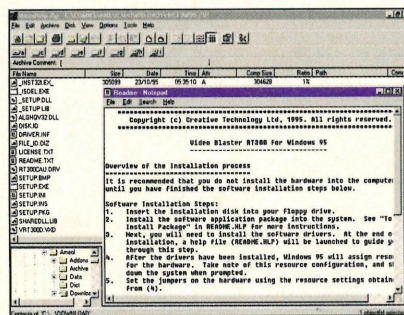 File Edit Archive Disk View Options Tools Help
Archive Comment: [
File Name Size Date Time Attr Comp Size Ratio Path
_INST32I.EX_ 305099 23/10/95 05:35:10 A 304628 1%
_ISDEL.EXE
_SETUP.DLL
_SETUP.LIB
DISK.ID
DRIVER.INF
FILE_ID.DIZ
LICENSE.TXT
README.TXT
RT300CAU.DRV
SETUP.BMP
SETUP.EXE
SETUP.INI
SETUP.INS
SETUP.PKG
SHAREDLL.LIB
VRT300.VXD
Readme - Notepad
File Edit Search Help
Copyright (c) Creative Technology Ltd, 1995. All rights reserved.
Video Blaster RT300 for Windows 95
Overview of the Installation process
It is recommended that you do not install the hardware into the computer
until you have finished the software installation steps below.
Software Installation Steps:
1. Insert the installation disk into your floppy drive.
2. Install the software application package into the system. See "To
Install Package" in README.HLP for more instructions.
3. Next, you will need to install the software drivers. At the end o
installation, a help file (README.HLP) will be launched to guide y
through this step.
4. After the drivers have been installed, Windows 95 will assign reso
for the hardware. Take note of this resource configuration, and s
down the system when prompted.
5. Set the jumpers on the hardware using the resource settings obtain
from (4).
Ameol
Addons
Archive
Data
Dict
Downloa